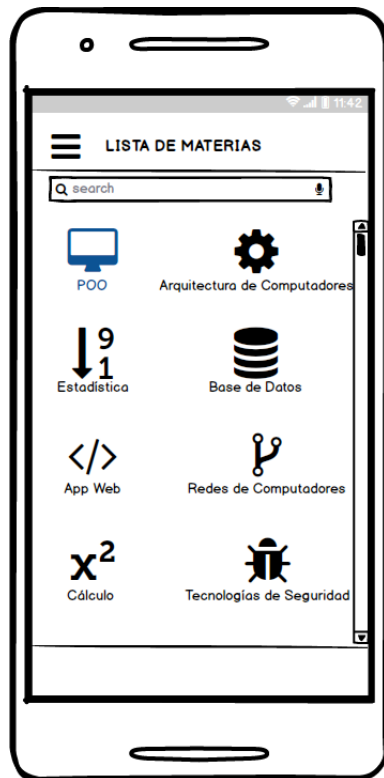 11:42
LISTA DE MATERIAS
search
POO
Arquitectura de Computadores
9
1
Estadística
Base de Datos
</>
App Web
Redes de Computadores
x²
Cálculo
Tecnologías de Seguridad